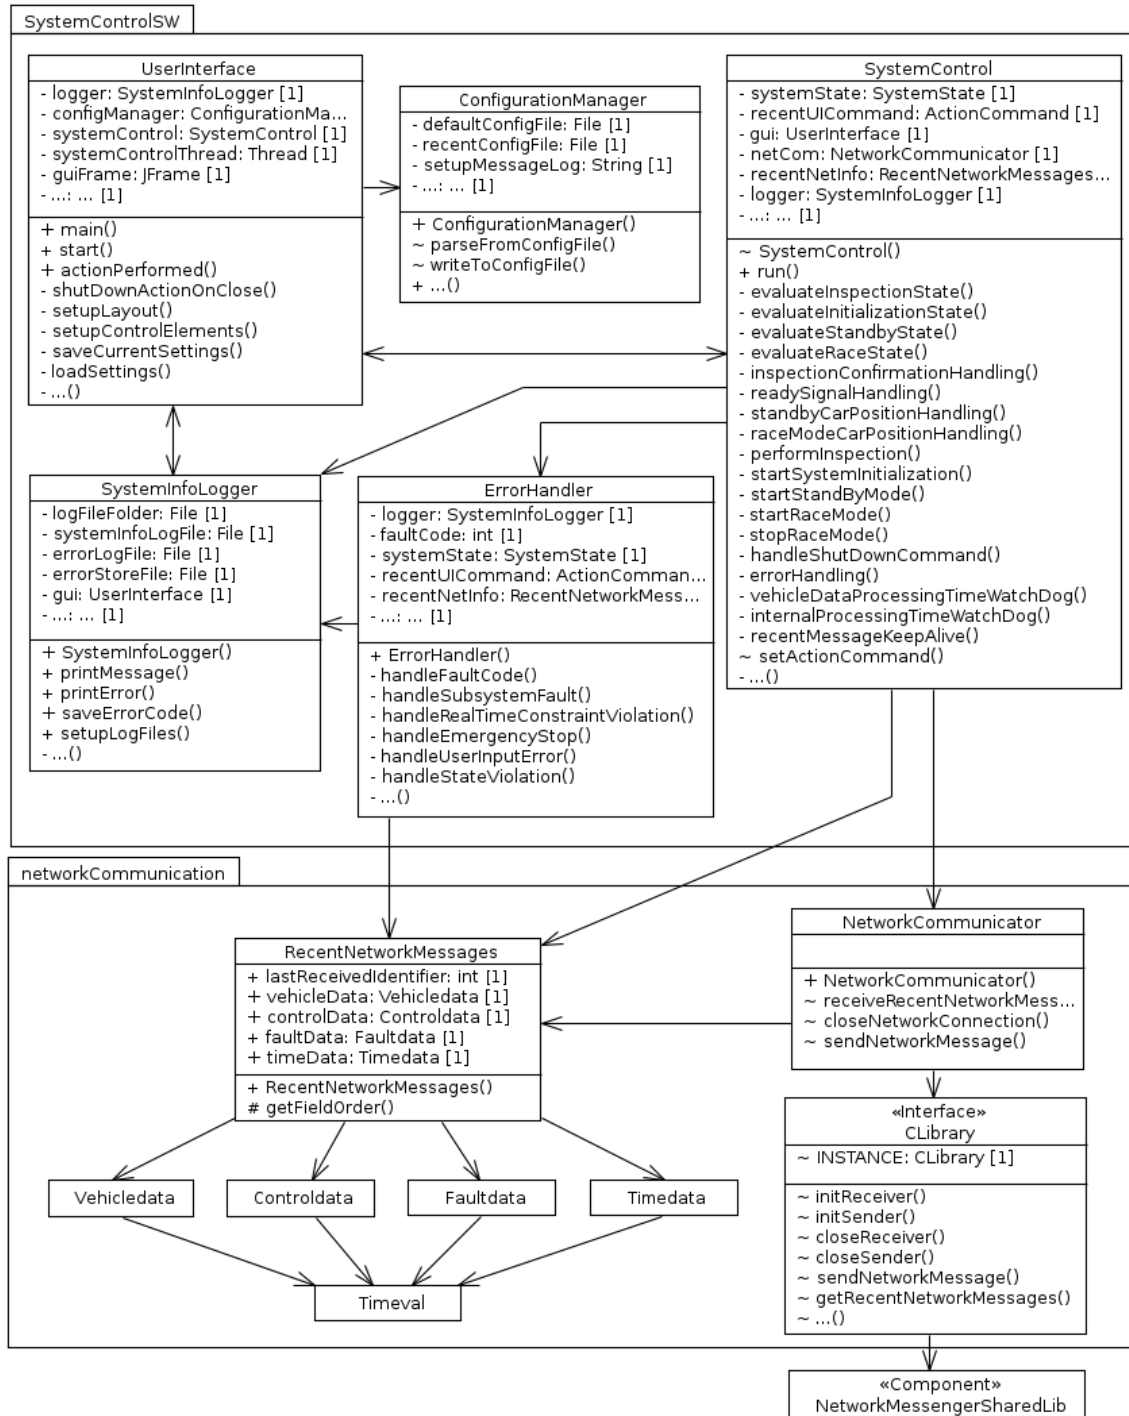 SystemControlSW
UserInterface
- logger: SystemInfoLogger [1]
- configManager: ConfigurationMa...
- systemControl: SystemControl [1]
- systemControlThread: Thread [1]
- guiFrame: JFrame [1]
- ...: ... [1]
+ main()
+ start()
+ actionPerformed()
- shutDownActionOnClose()
- setupLayout()
- setupControlElements()
- saveCurrentSettings()
- loadSettings()
- ...()
ConfigurationManager
- defaultConfigFile: File [1]
- recentConfigFile: File [1]
- setupMessageLog: String [1]
- ...: ... [1]
+ ConfigurationManager()
~ parseFromConfigFile()
~ writeToConfigFile()
+ ...()
SystemControl
- systemState: SystemState [1]
- recentUICommand: ActionCommand [1]
- gui: UserInterface [1]
- netCom: NetworkCommunicator [1]
- recentNetInfo: RecentNetworkMessages...
- logger: SystemInfoLogger [1]
- ...: ... [1]
~ SystemControl()
+ run()
- evaluateInspectionState()
- evaluateInitializationState()
- evaluateStandbyState()
- evaluateRaceState()
- inspectionConfirmationHandling()
- readySignalHandling()
- standbyCarPositionHandling()
- raceModeCarPositionHandling()
- performInspection()
- startSystemInitialization()
- startStandByMode()
- startRaceMode()
- stopRaceMode()
- handleShutDownCommand()
- errorHandling()
- vehicleDataProcessingTimeWatchDog()
- internalProcessingTimeWatchDog()
- recentMessageKeepAlive()
~ setActionCommand()
- ...()
SystemInfoLogger
- logFileFolder: File [1]
- systemInfoLogFile: File [1]
- errorLogFile: File [1]
- errorStoreFile: File [1]
- gui: UserInterface [1]
- ...: ... [1]
+ SystemInfoLogger()
+ printMessage()
+ printError()
+ saveErrorCode()
+ setupLogFiles()
- ...()
ErrorHandler
- logger: SystemInfoLogger [1]
- faultCode: int [1]
- systemState: SystemState [1]
- recentUICommand: ActionComman...
- recentNetInfo: RecentNetworkMess...
- ...: ... [1]
+ ErrorHandler()
- handleFaultCode()
- handleSubsystemFault()
- handleRealTimeConstraintViolation()
- handleEmergencyStop()
- handleUserInputError()
- handleStateViolation()
- ...()
networkCommunication
RecentNetworkMessages
+ lastReceivedIdentifier: int [1]
+ vehicleData: Vehicledata [1]
+ controlData: Controldata [1]
+ faultData: Faultdata [1]
+ timeData: Timedata [1]
+ RecentNetworkMessages()
# getFieldOrder()
NetworkCommunicator
+ NetworkCommunicator()
~ receiveRecentNetworkMess...
~ closeNetworkConnection()
~ sendNetworkMessage()
«Interface»
CLibrary
~ INSTANCE: CLibrary [1]
~ initReceiver()
~ initSender()
~ closeReceiver()
~ closeSender()
~ sendNetworkMessage()
~ getRecentNetworkMessages()
~ ...()
Vehicledata
Controldata
Faultdata
Timedata
Timeval
«Component»
NetworkMessengerSharedLib